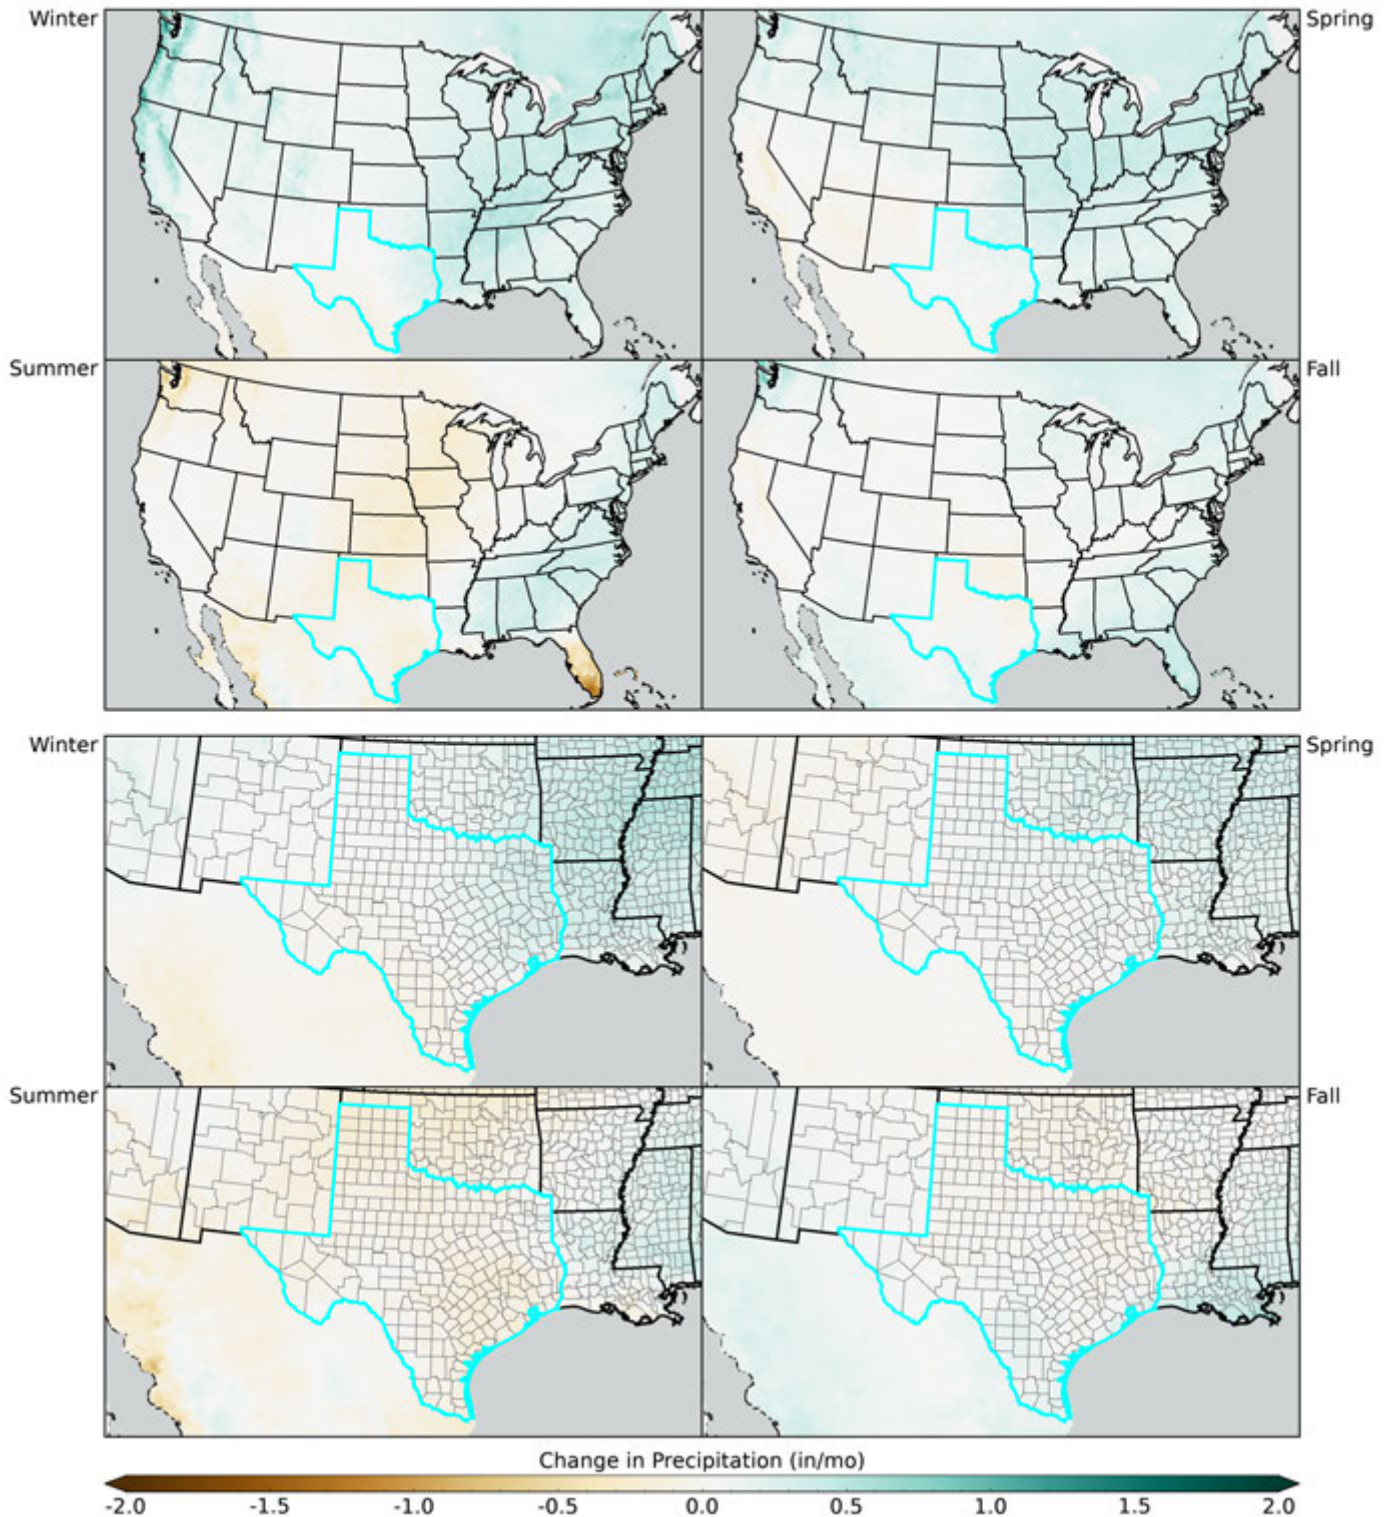 Winter
Spring
Summer
Fall
Winter
Spring
Summer
Fall
Change in Precipitation (in/mo)
-2.0 -1.5 -1.0 -0.5 0.0 0.5 1.0 1.5 2.0